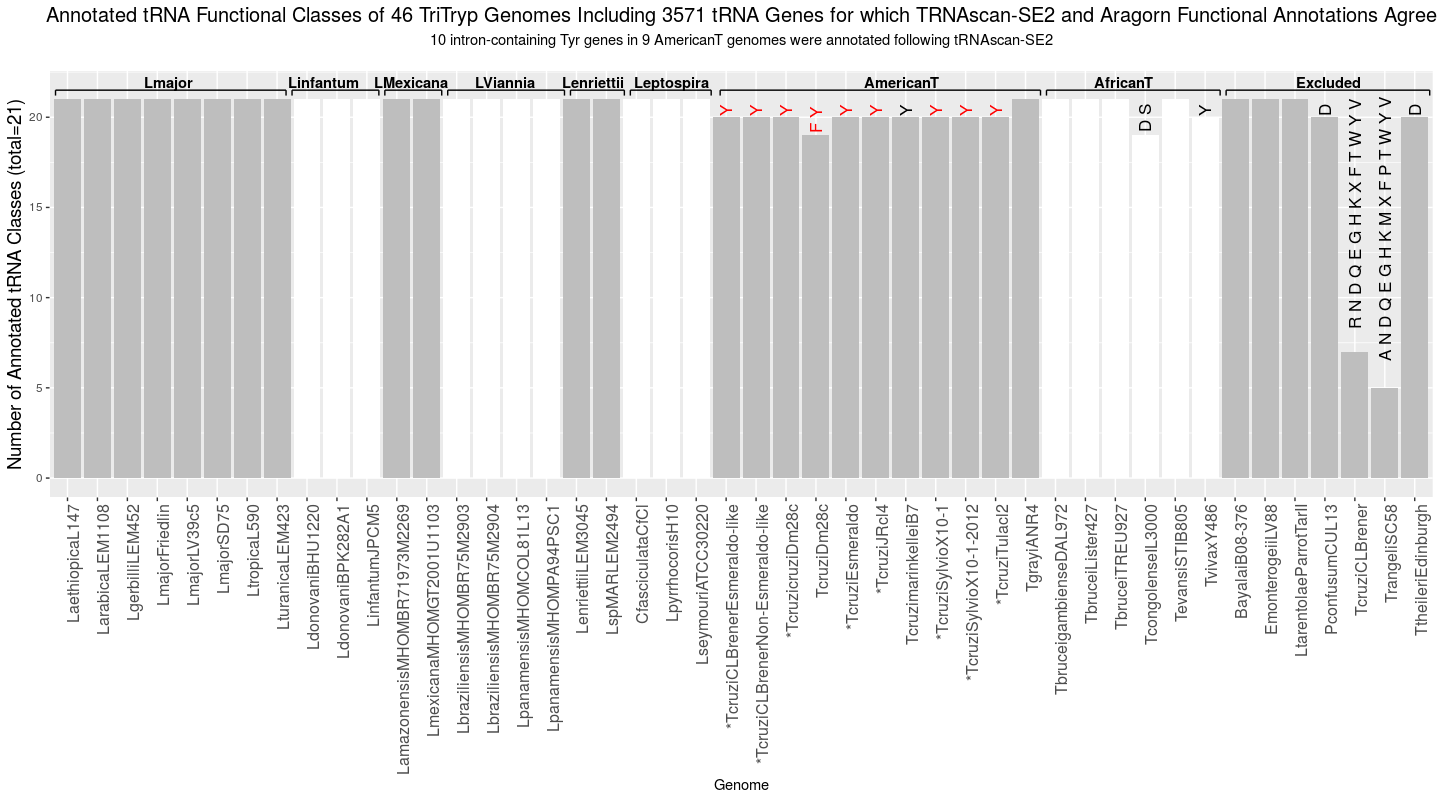 Annotated tRNA Functional Classes of 46 TriTryp Genomes Including 3571 tRNA Genes for which TRNAscan-SE2 and Aragorn Functional Annotations Agree
10 intron-containing Tyr genes in 9 AmericanT genomes were annotated following tRNAscan-SE2
Lmajor
Linfantum
LMexicana
LViannia
Lenriettii
Leptospira
AmericanT
AfricanT
Excluded
Y
Y
Y
F Y
Y
Y
Y
Y
Y
Y
D S
Y
D
R N D Q E G H K X F T W Y V
A N D Q E G H K M X F P T W Y V
D
Number of Annotated tRNA Classes (total=21)
20
15
10
5
0
LaethiopicaL147
LarabicaLEM1108
LgerbilliLEM452
LmajorFriedlin
LmajorLV39c5
LmajorSD75
LtropicaL590
LturanicaLEM423
LdonovaniBHU1220
LdonovaniBPK282A1
LinfantumJPCM5
LamazonensisMHOMBR71973M2269
LmexicanaMHOMGT2001U1103
LbraziliensisMHOMBR75M2903
LbraziliensisMHOMBR75M2904
LpanamensisMHOMCOL81L13
LpanamensisMHOMPA94PSC1
LenriettiiLEM3045
LspMARLEM2494
CfasciculataCfCl
LpyrrhocorisH10
LseymouriATCC30220
*TcruziCLBrenerEsmeraldo-like
*TcruziCLBrenerNon-Esmeraldo-like
*TcruzicruziDm28c
TcruziDm28c
*TcruziEsmeraldo
*TcruziJRcl4
TcruzimarinkelleiB7
*TcruziSylvioX10-1
*TcruziSylvioX10-1-2012
*TcruziTulacl2
TgrayiANR4
TbruceigambienseDAL972
TbruceiLister427
TbruceiTREU927
TcongolenseIL3000
TevansiSTIB805
TvivaxY486
BayalaiB08-376
EmonterogeiiLV88
LtarentolaeParrotTarII
PconfusumCUL13
TcruziCLBrener
TrangeliSC58
TtheileriEdinburgh
Genome